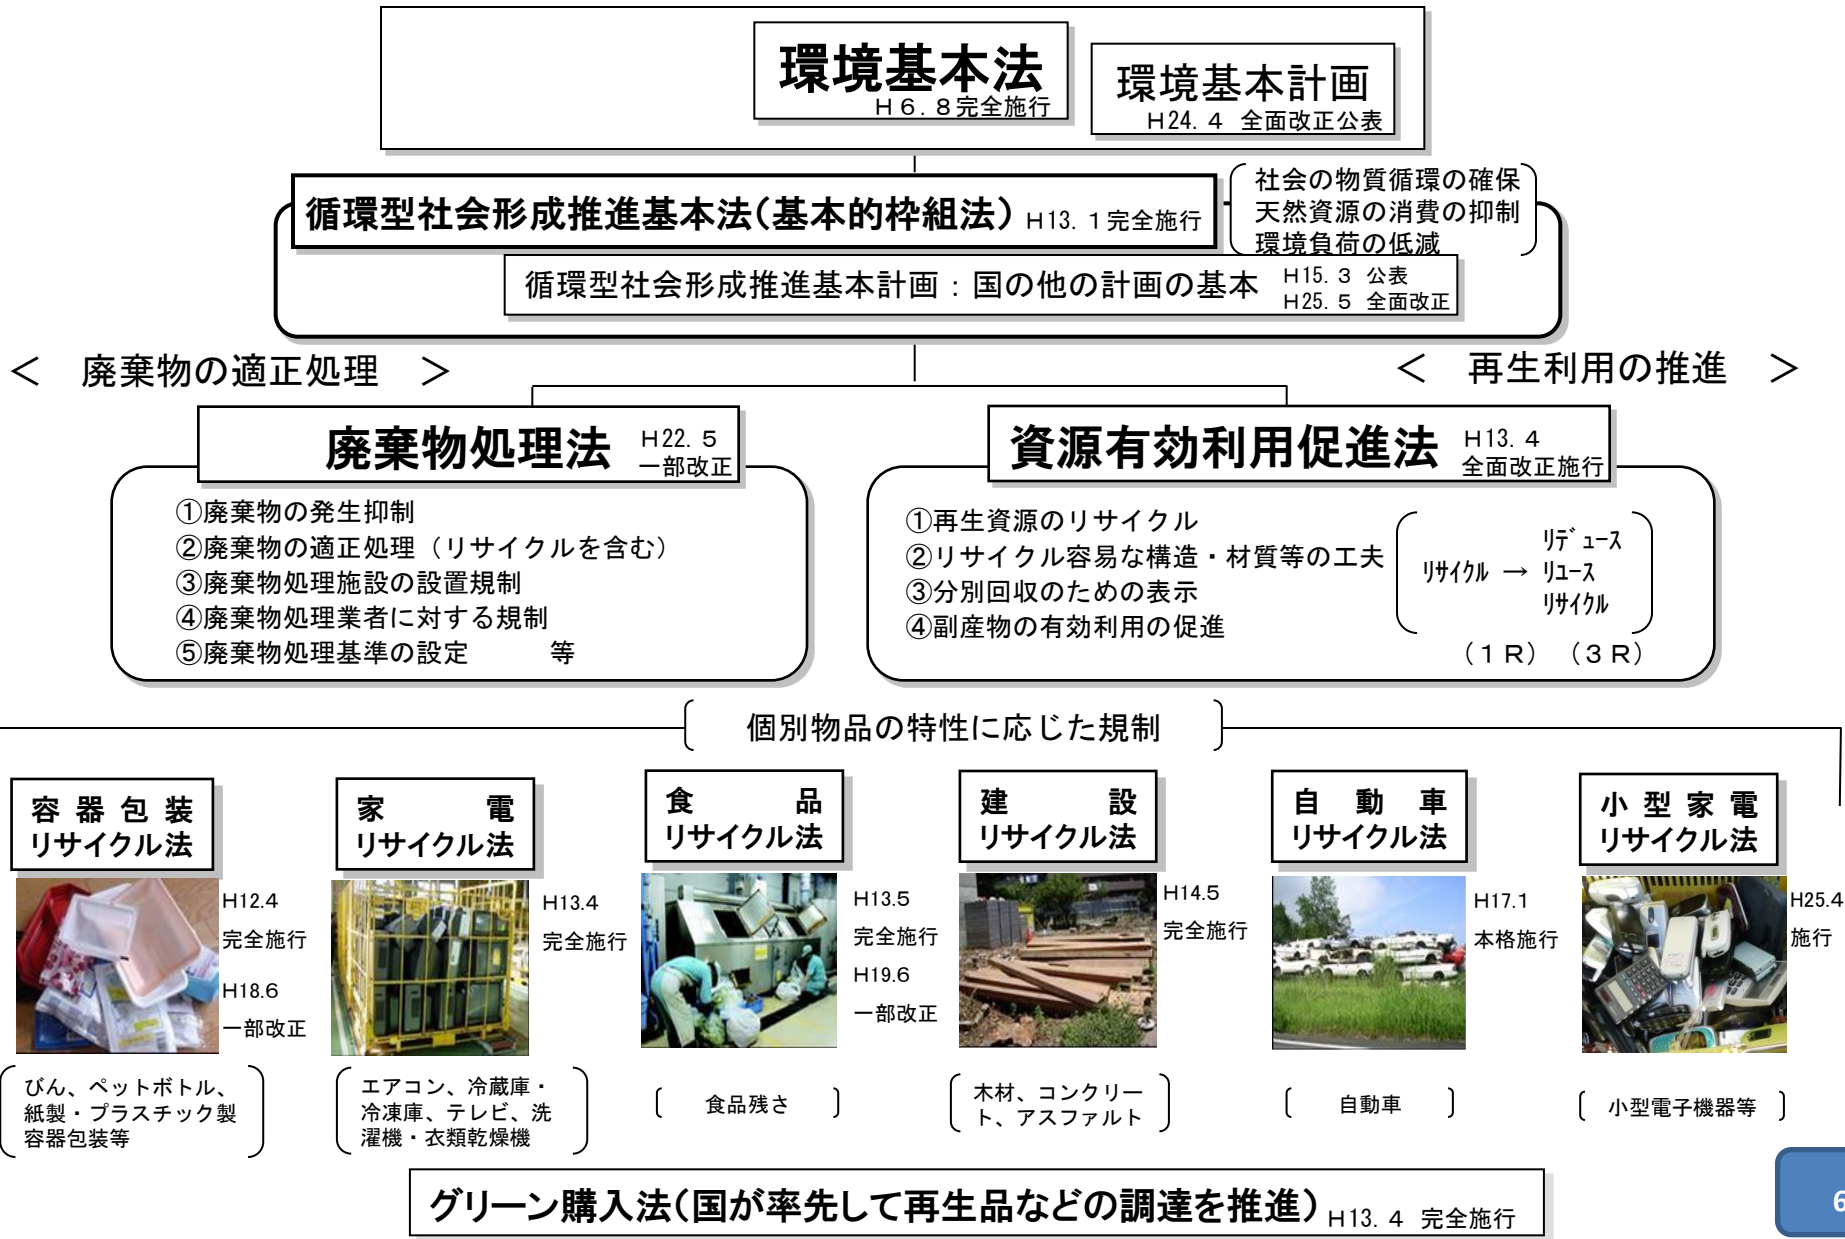 環境基本法
H6.8完全施行
環境基本計画
H24.4 全面改正公表
循環型社会形成推進基本法(基本的枠組法) H13.1完全施行
社会の物質循環の確保
天然資源の消費の抑制
環境負荷の低減
循環型社会形成推進基本計画:国の他の計画の基本
H15.3 公表
H25.5 全面改正
< 廃棄物の適正処理 >
< 再生利用の推進 >
廃棄物処理法
H22.5
一部改正
①廃棄物の発生抑制
②廃棄物の適正処理(リサイクルを含む)
③廃棄物処理施設の設置規制
④廃棄物処理業者に対する規制
⑤廃棄物処理基準の設定 等
資源有効利用促進法
H13.4
全面改正施行
①再生資源のリサイクル
②リサイクル容易な構造・材質等の工夫
③分別回収のための表示
④副産物の有効利用の促進
リデュース
リサイクル → リユース
リサイクル
(1R) (3R)
個別物品の特性に応じた規制
容器包装
リサイクル法
H12.4
完全施行
H18.6
一部改正
びん、ペットボトル、
紙製・プラスチック製
容器包装等
家電
リサイクル法
H13.4
完全施行
エアコン、冷蔵庫・
冷凍庫、テレビ、洗
濯機・衣類乾燥機
食品
リサイクル法
H13.5
完全施行
H19.6
一部改正
食品残さ
建設
リサイクル法
H14.5
完全施行
木材、コンクリー
ト、アスファルト
自動車
リサイクル法
H17.1
本格施行
自動車
小型家電
リサイクル法
H25.4
施行
小型電子機器等
グリーン購入法(国が率先して再生品などの調達を推進) H13.4 完全施行
6